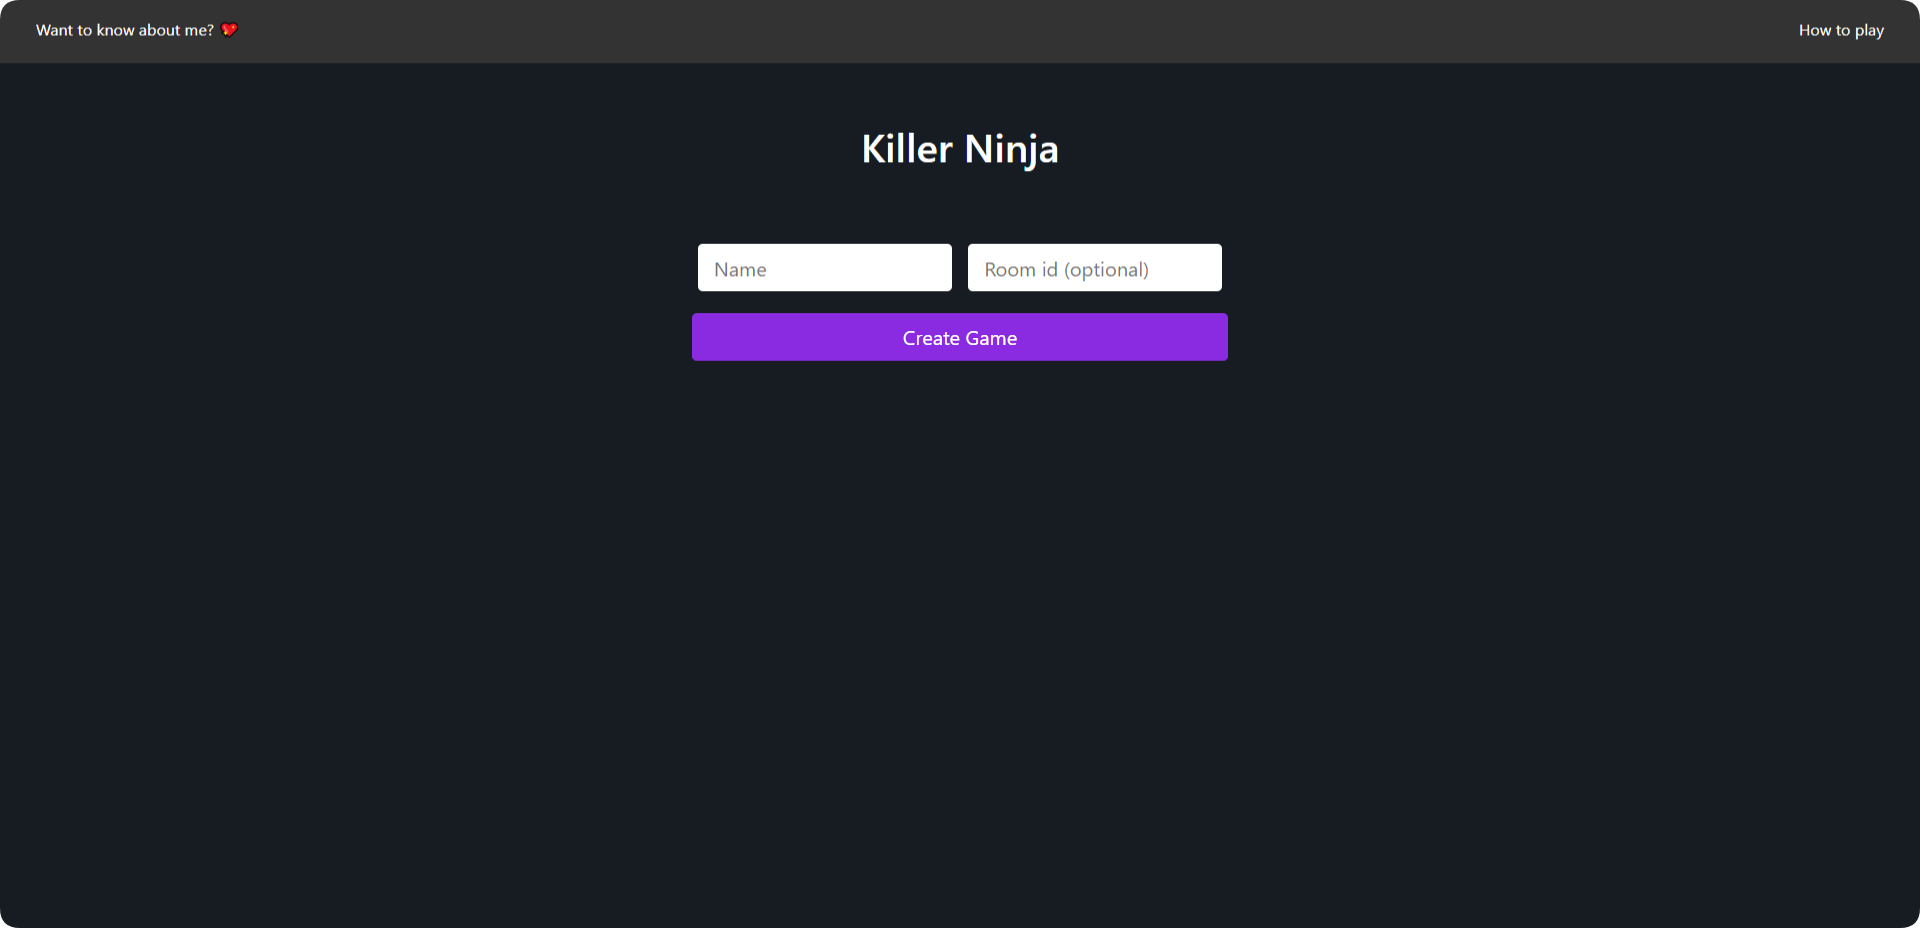 Want to know about me? 💖
How to play
Killer Ninja
Name
Room id (optional)
Create Game